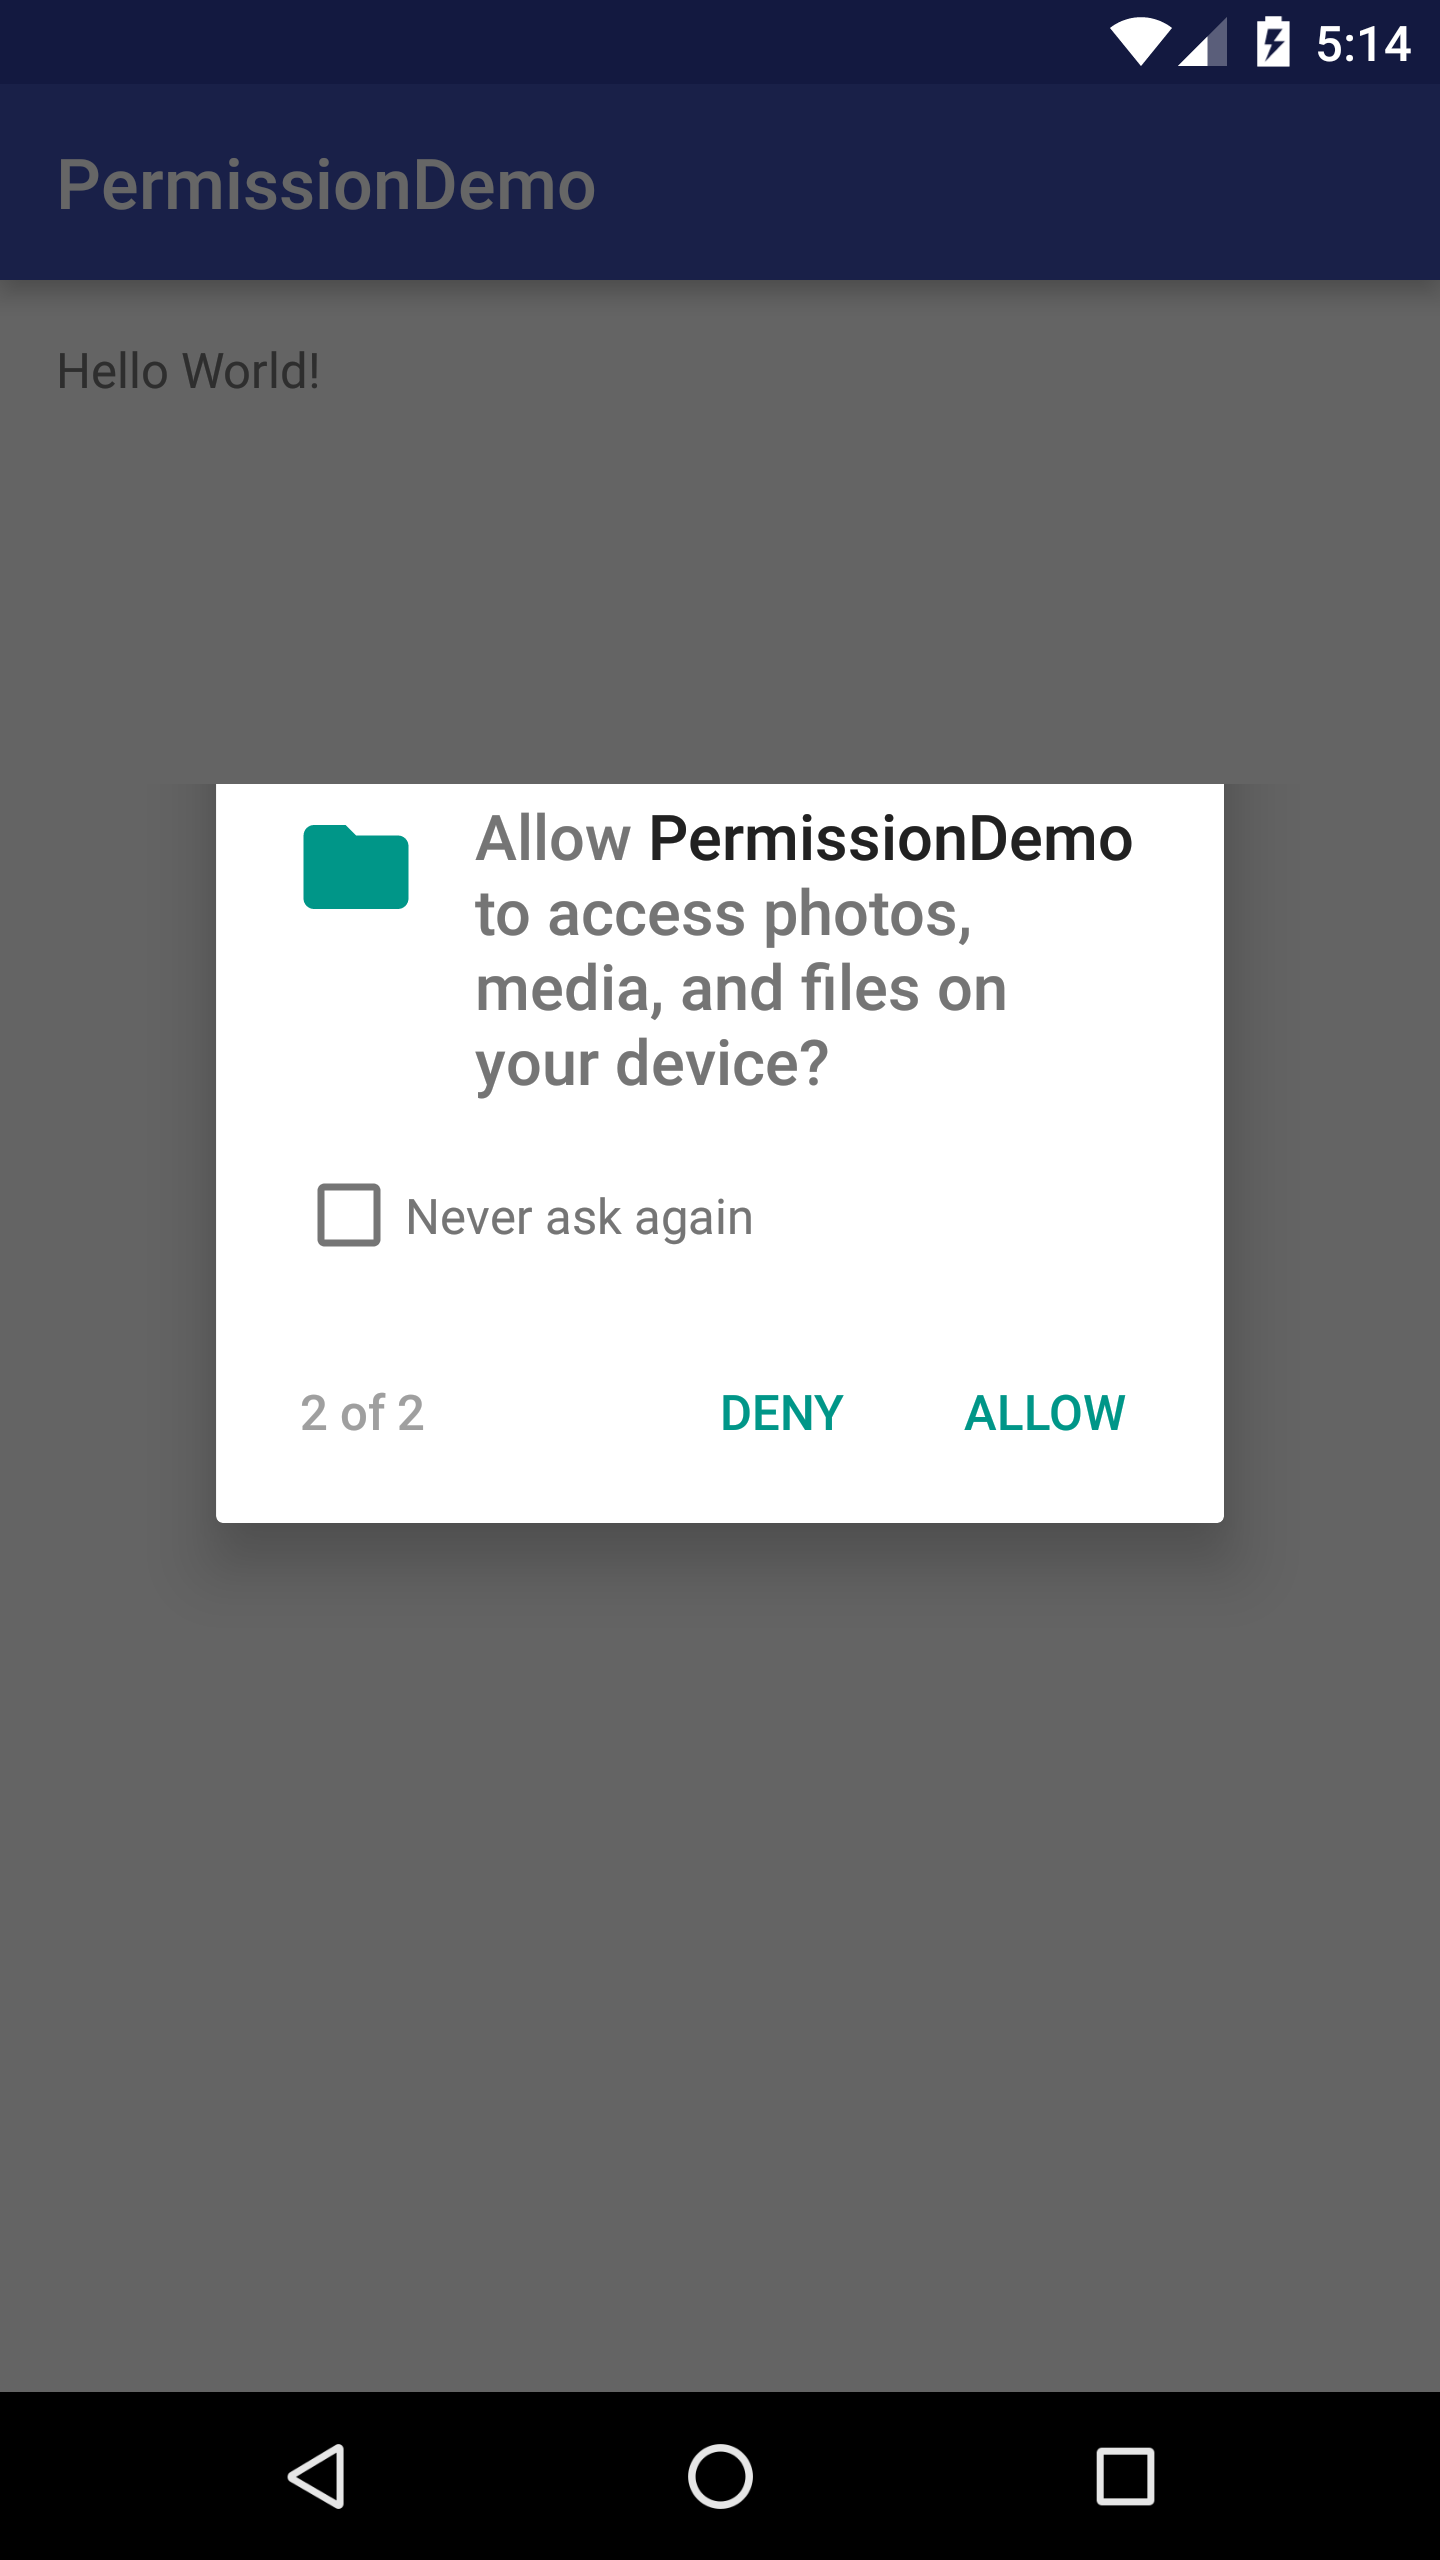 5:14
PermissionDemo
Hello World!
Allow PermissionDemo
to access photos,
media, and files on
your device?
Never ask again
2 of 2 DENY ALLOW